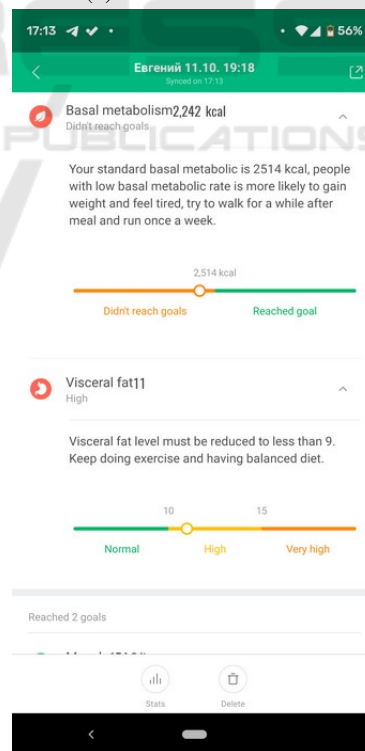 17:13
56%
Евгений 11.10. 19:18
Synced on 17:13
Basal metabolism2,242 kcal
Didn't reach goals
Your standard basal metabolic is 2514 kcal, people
with low basal metabolic rate is more likely to gain
weight and feel tired, try to walk for a while after
meal and run once a week.
2,514 kcal
Didn't reach goals
Reached goal
Visceral fat11
High
Visceral fat level must be reduced to less than 9.
Keep doing exercise and having balanced diet.
10
15
Normal
High
Very high
Reached 2 goals
Stats
Delete
PUBLICATIONS